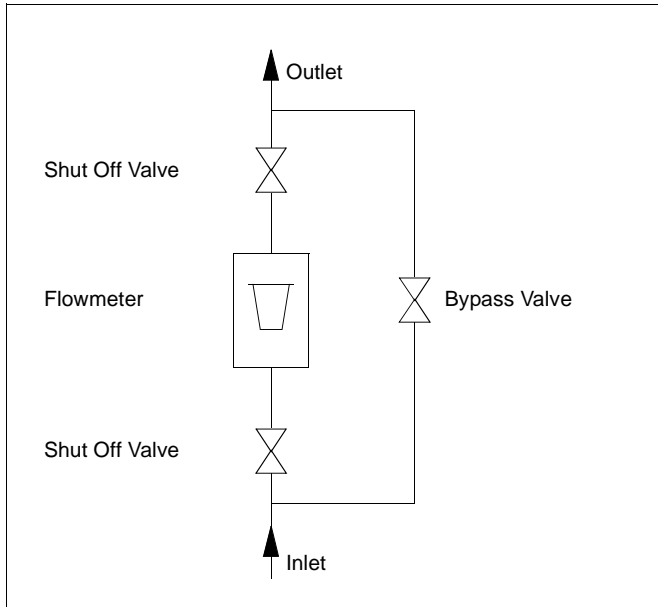 Outlet
Shut Off Valve
Flowmeter
Bypass Valve
Shut Off Valve
Inlet